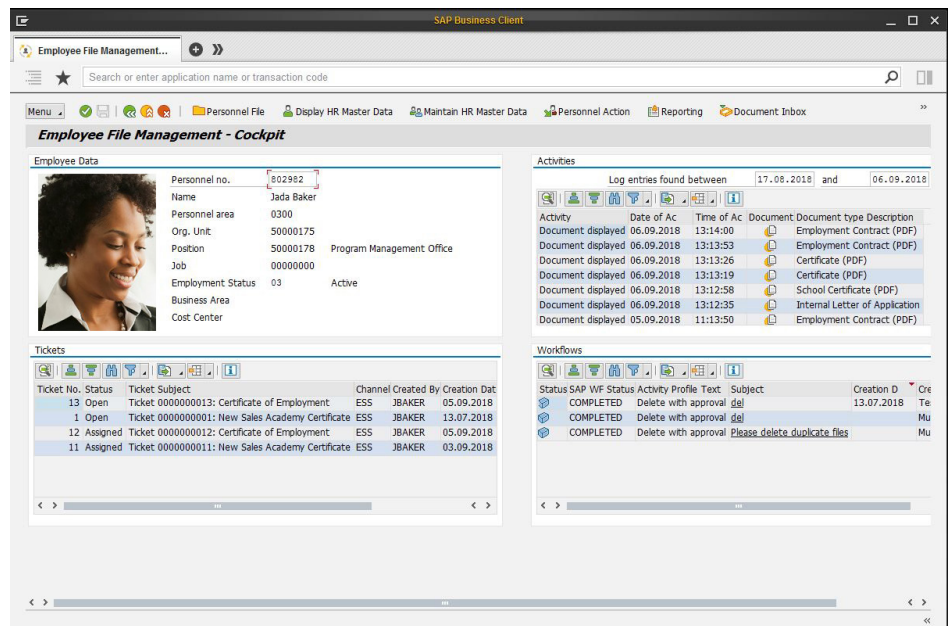 SAP Business Client
Employee File Management...
Search or enter application name or transaction code
Menu Personnel File Display HR Master Data Maintain HR Master Data Personnel Action Reporting Document Inbox
Employee File Management - Cockpit
Employee Data
Personnel no. 802982
Name Jada Baker
Personnel area 0300
Org. Unit 50000175
Position 50000178 Program Management Office
Job 00000000
Employment Status 03 Active
Business Area
Cost Center
Activities
Log entries found between 17.08.2018 and 06.09.2018
Activity Date of Ac Time of Ac Document Document type Description
Document displayed 06.09.2018 13:14:00 Employment Contract (PDF)
Document displayed 06.09.2018 13:13:53 Employment Contract (PDF)
Document displayed 06.09.2018 13:13:26 Certificate (PDF)
Document displayed 06.09.2018 13:13:19 Certificate (PDF)
Document displayed 06.09.2018 13:12:58 School Certificate (PDF)
Document displayed 06.09.2018 13:12:35 Internal Letter of Application
Document displayed 05.09.2018 11:13:50 Employment Contract (PDF)
Tickets
Ticket No. Status Ticket Subject Channel Created By Creation Dat
13 Open Ticket 0000000013: Certificate of Employment ESS JBAKER 05.09.2018
1 Open Ticket 0000000001: New Sales Academy Certificate ESS JBAKER 13.07.2018
12 Assigned Ticket 0000000012: Certificate of Employment ESS JBAKER 05.09.2018
11 Assigned Ticket 0000000011: New Sales Academy Certificate ESS JBAKER 03.09.2018
Workflows
Status SAP WF Status Activity Profile Text Subject Creation D Cre
COMPLETED Delete with approval del 13.07.2018 Te
COMPLETED Delete with approval del Mu
COMPLETED Delete with approval Please delete duplicate files Mu